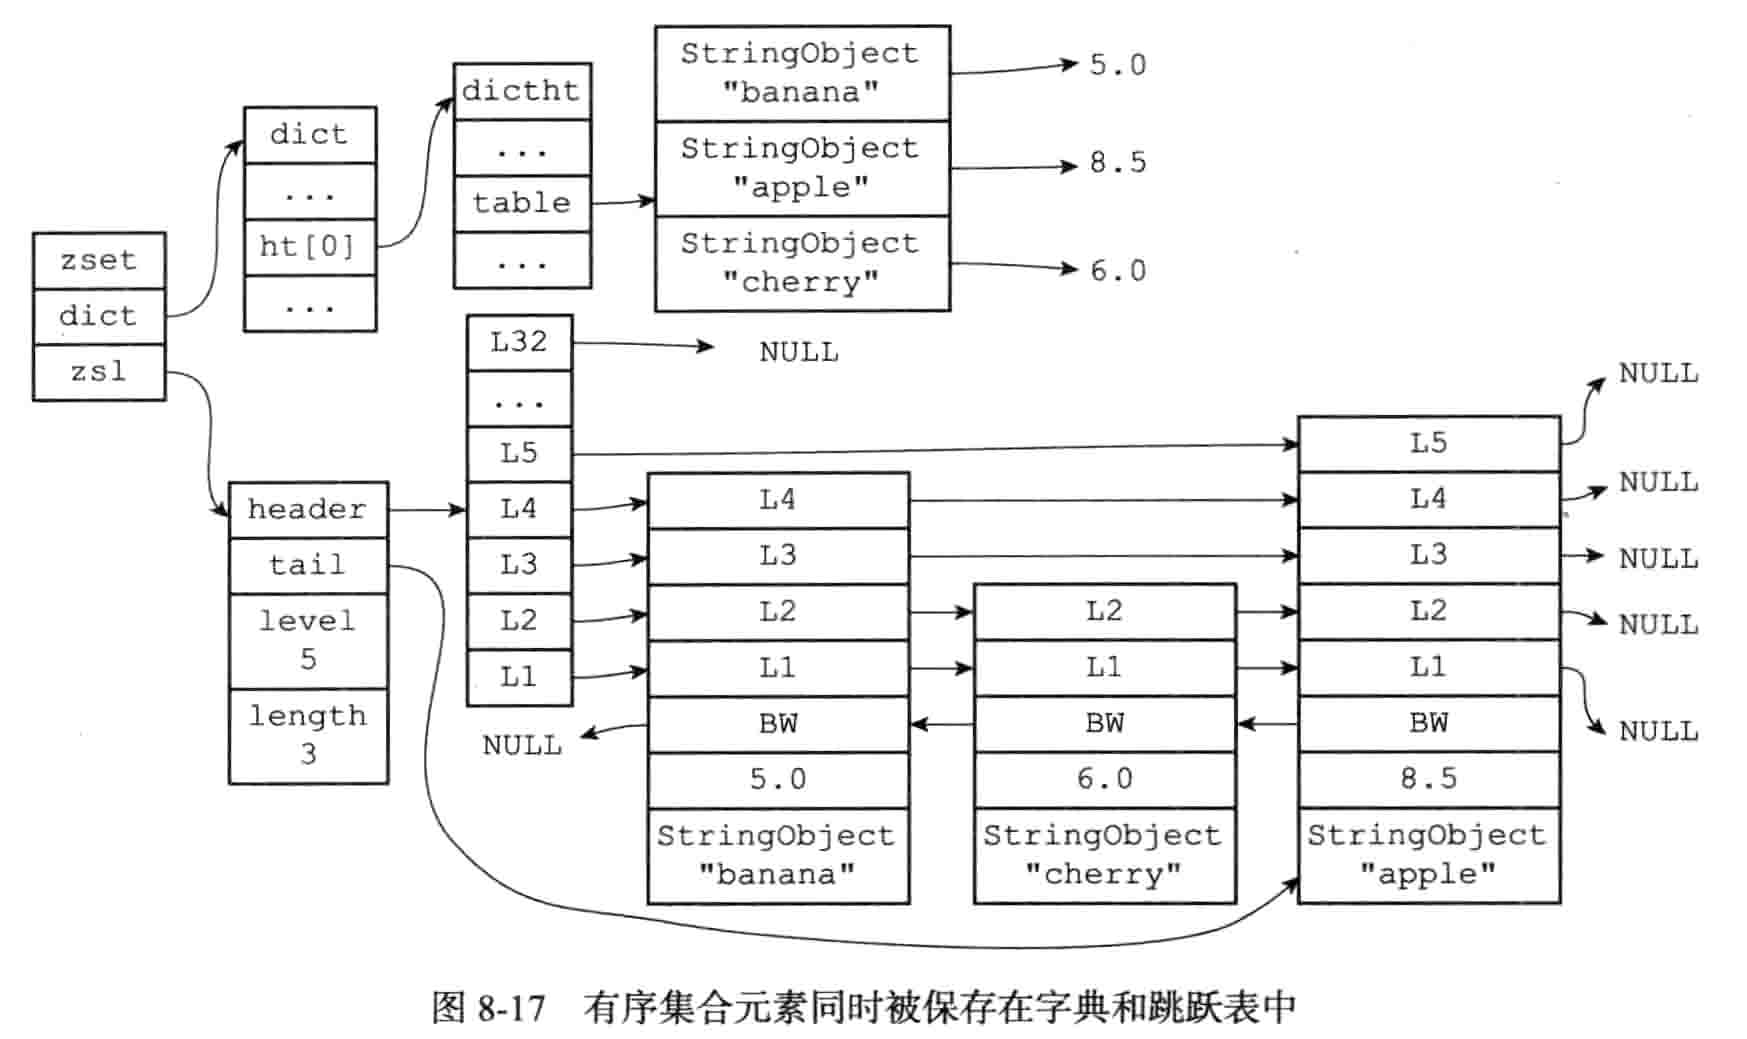 zset
dict
zsl
dict
...
ht[0]
...
dictht
...
table
...
StringObject
"banana"
StringObject
"apple"
StringObject
"cherry"
5.0
8.5
6.0
header
tail
level
5
length
3
L32
...
L5
L4
L3
L2
L1
NULL
NULL
L4
L3
L2
L1
BW
5.0
StringObject
"banana"
L2
L1
BW
6.0
StringObject
"cherry"
L5
L4
L3
L2
L1
BW
8.5
StringObject
"apple"
NULL
NULL
NULL
NULL
NULL
图 8-17 有序集合元素同时被保存在字典和跳跃表中